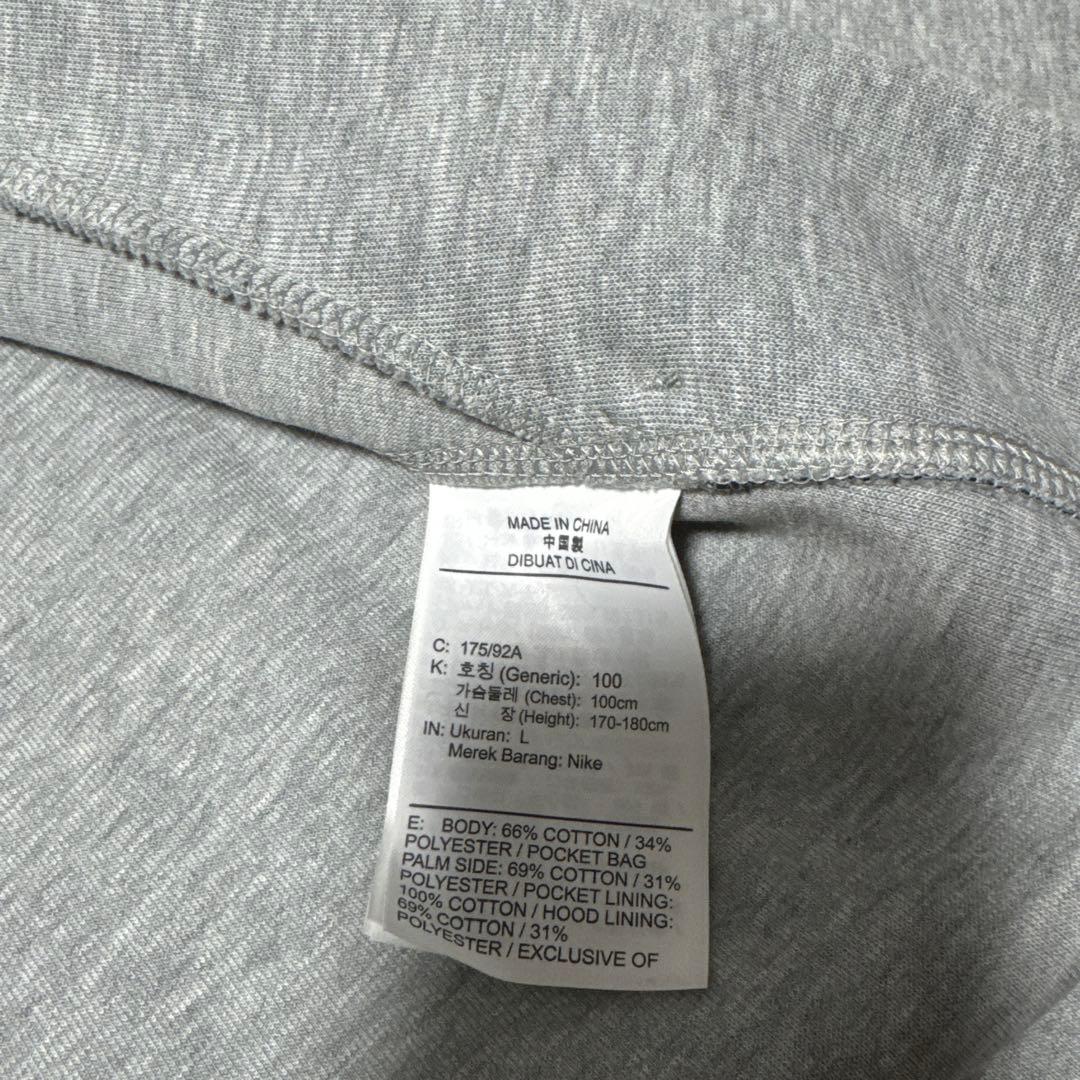 MADE IN CHINA
中国製
DIBUAT DI CINA
C: 175/92A
K: 호칭 (Generic): 100
가슴둘레 (Chest): 100cm
신 장 (Height): 170-180cm
IN: Ukuran: L
Merek Barang: Nike
E: BODY: 66% COTTON / 34%
POLYESTER / POCKET BAG
PALM SIDE: 69% COTTON / 31%
POLYESTER / POCKET LINING:
100% COTTON / HOOD LINING:
69% COTTON / 31%
POLYESTER / EXCLUSIVE OF